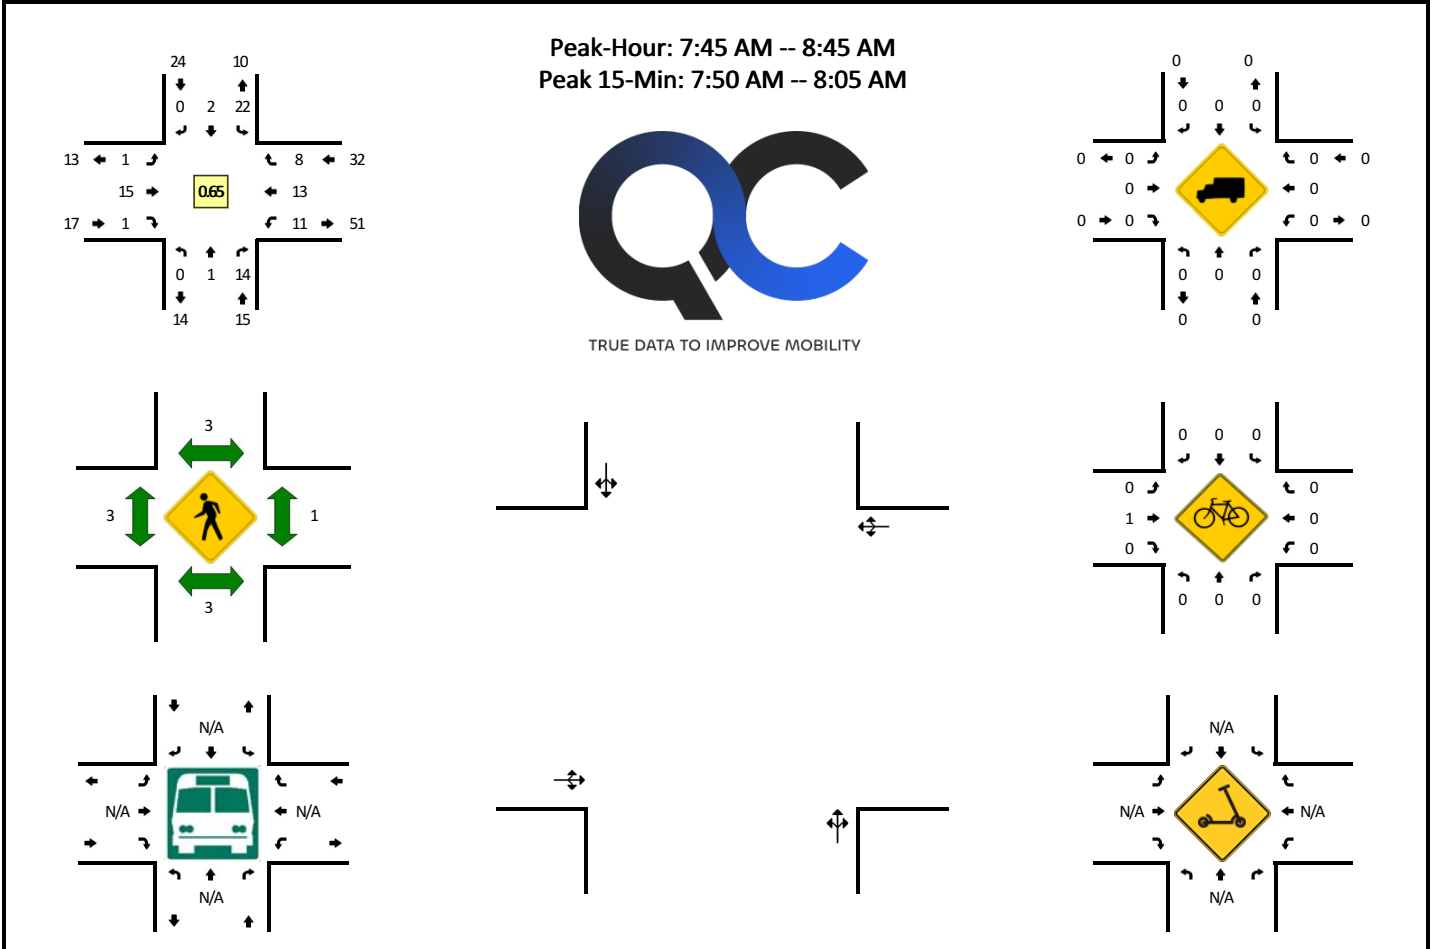 Peak-Hour: 7:45 AM -- 8:45 AM
Peak 15-Min: 7:50 AM -- 8:05 AM
24 10
0 2 22
13 1 8 32
15 0.65 13
17 1 11 51
0 1 14
14 15
QC
TRUE DATA TO IMPROVE MOBILITY
0 0
0 0 0
0 0 0 0
0 0
0 0 0 0
0 0 0
0 0
3
3 1
3
0 0 0
0 0
1 0
0 0
0 0 0
N/A
N/A N/A
N/A
N/A
N/A N/A
N/A